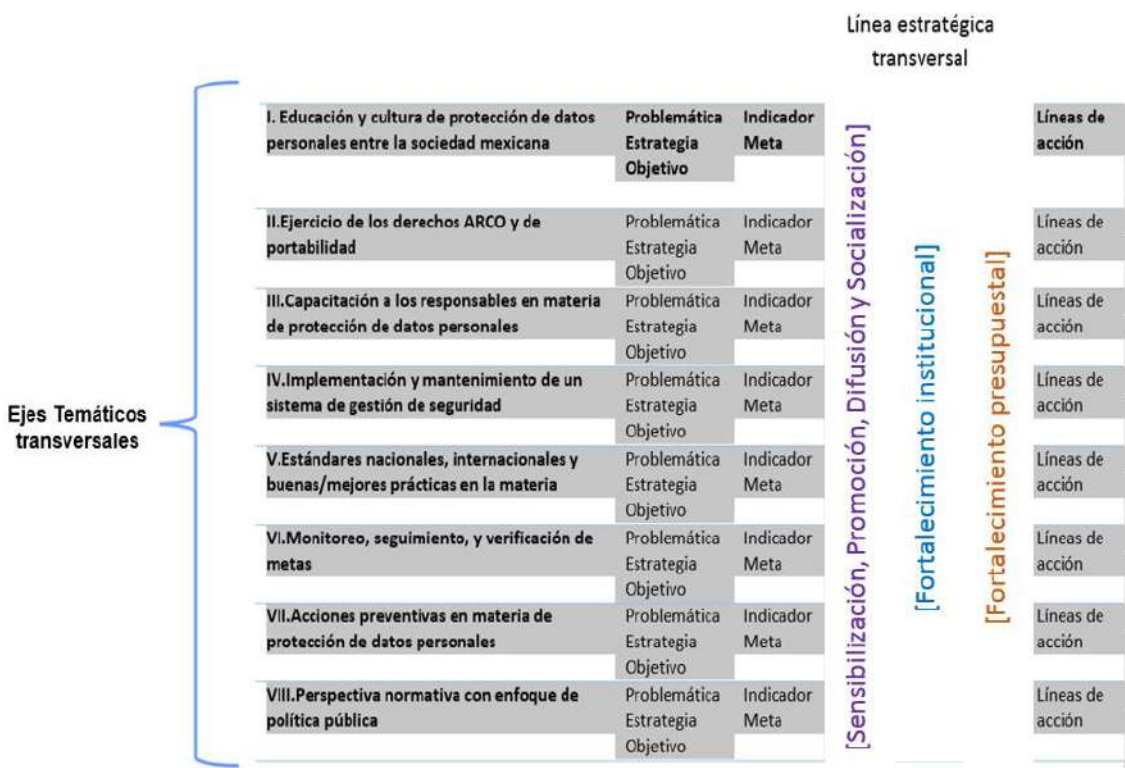 Línea estratégica
transversal
Ejes Temáticos
transversales
I. Educación y cultura de protección de datos
personales entre la sociedad mexicana
Problemática
Estrategia
Objetivo
Indicador
Meta
Líneas de
acción
II.Ejercicio de los derechos ARCO y de
portabilidad
Problemática
Estrategia
Objetivo
Indicador
Meta
Líneas de
acción
III.Capacitación a los responsables en materia
de protección de datos personales
Problemática
Estrategia
Objetivo
Indicador
Meta
Líneas de
acción
IV.Implementación y mantenimiento de un
sistema de gestión de seguridad
Problemática
Estrategia
Objetivo
Indicador
Meta
Líneas de
acción
V.Estándares nacionales, internacionales y
buenas/mejores prácticas en la materia
Problemática
Estrategia
Objetivo
Indicador
Meta
Líneas de
acción
VI.Monitoreo, seguimiento, y verificación de
metas
Problemática
Estrategia
Objetivo
Indicador
Meta
Líneas de
acción
VII.Acciones preventivas en materia de
protección de datos personales
Problemática
Estrategia
Objetivo
Indicador
Meta
Líneas de
acción
VIII.Perspectiva normativa con enfoque de
política pública
Problemática
Estrategia
Objetivo
Indicador
Meta
Líneas de
acción
[Sensibilización, Promoción, Difusión y Socialización]
[Fortalecimiento institucional]
[Fortalecimiento presupuestal]